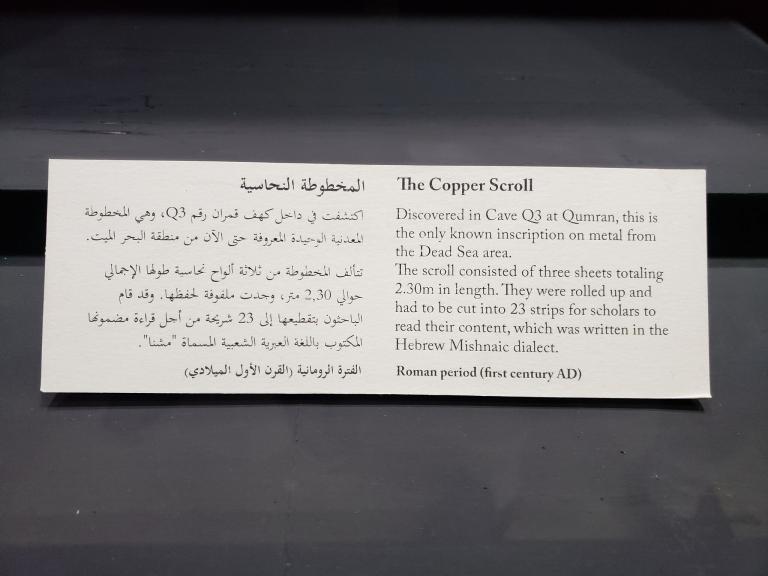 المخطوطة النحاسية
اكتشفت في داخل كهف قمران رقم Q3، وهي المخطوطة
المعدنية الوحيدة المعروفة حتى الآن من منطقة البحر الميت.
تتألف المخطوطة من ثلاثة ألواح نحاسية طولها الإجمالي
حوالي 2,30 متر، وجدت ملفوفة لحفظها. وقد قام
الباحثون بتقطيعها إلى 23 شريحة من أجل قراءة مضمونها
المكتوب باللغة العبرية الشعبية المسماة "مشنا".
الفترة الرومانية (القرن الأول الميلادي)
The Copper Scroll
Discovered in Cave Q3 at Qumran, this is
the only known inscription on metal from
the Dead Sea area.
The scroll consisted of three sheets totaling
2.30m in length. They were rolled up and
had to be cut into 23 strips for scholars to
read their content, which was written in the
Hebrew Mishnaic dialect.
Roman period (first century AD)